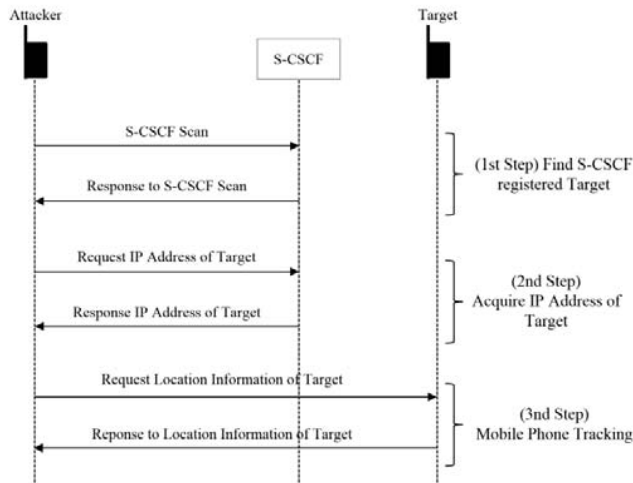 Attacker
Target
S-CSCF
S-CSCF Scan
(1st Step) Find S-CSCF
registered Target
Response to S-CSCF Scan
Request IP Address of Target
(2nd Step)
Acquire IP Address of
Target
Response IP Address of Target
Request Location Information of Target
(3nd Step)
Mobile Phone Tracking
Reponse to Location Information of Target